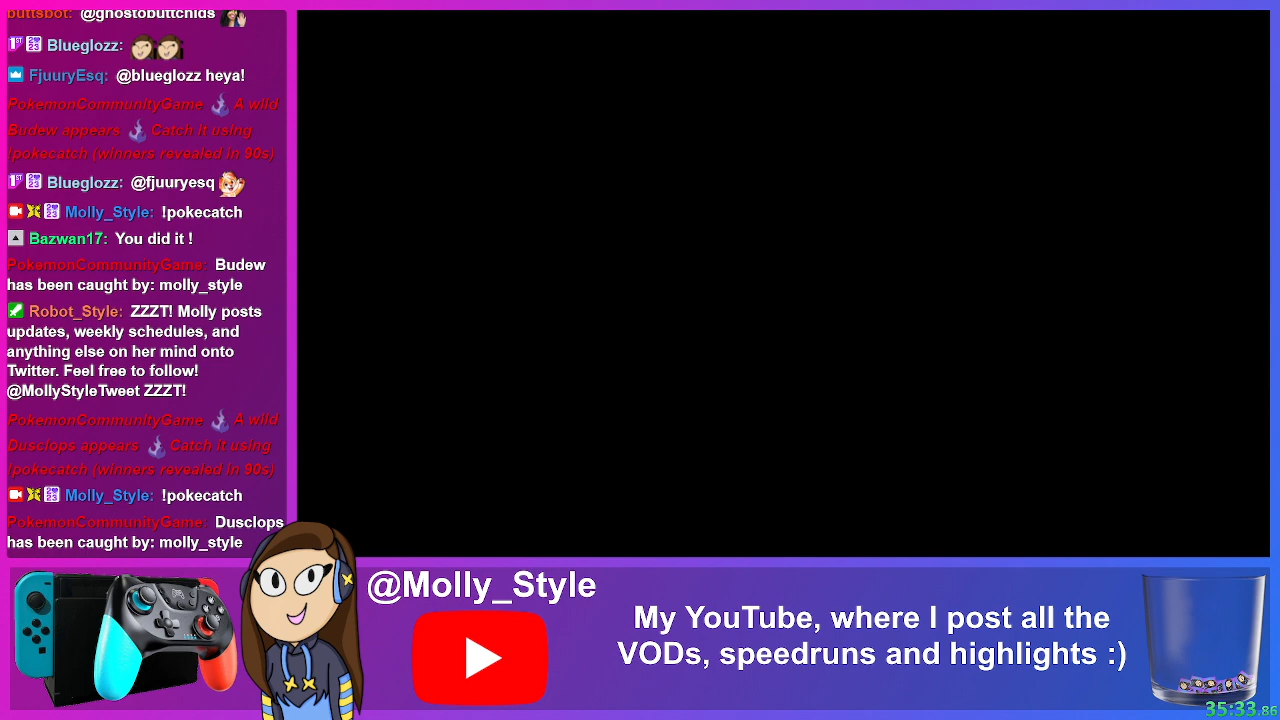 buttsbot: @ghostobuttchids
Blueglozz:
FjuuryEsq: @blueglozz heya!
PokemonCommunityGame A wild
Budew appears Catch it using
!pokecatch (winners revealed in 90s)
Blueglozz: @fjuuryesq
Molly_Style: !pokecatch
Bazwan17: You did it !
PokemonCommunityGame: Budew
has been caught by: molly_style
Robot_Style: ZZZT! Molly posts
updates, weekly schedules, and
anything else on her mind onto
Twitter. Feel free to follow!
@MollyStyleTweet ZZZT!
PokemonCommunityGame A wild
Dusclops appears Catch it using
!pokecatch (winners revealed in 90s)
Molly_Style: !pokecatch
PokemonCommunityGame: Dusclops
has been caught by: molly_style
@Molly_Style
My YouTube, where I post all the
VODs, speedruns and highlights :)
35:33.86